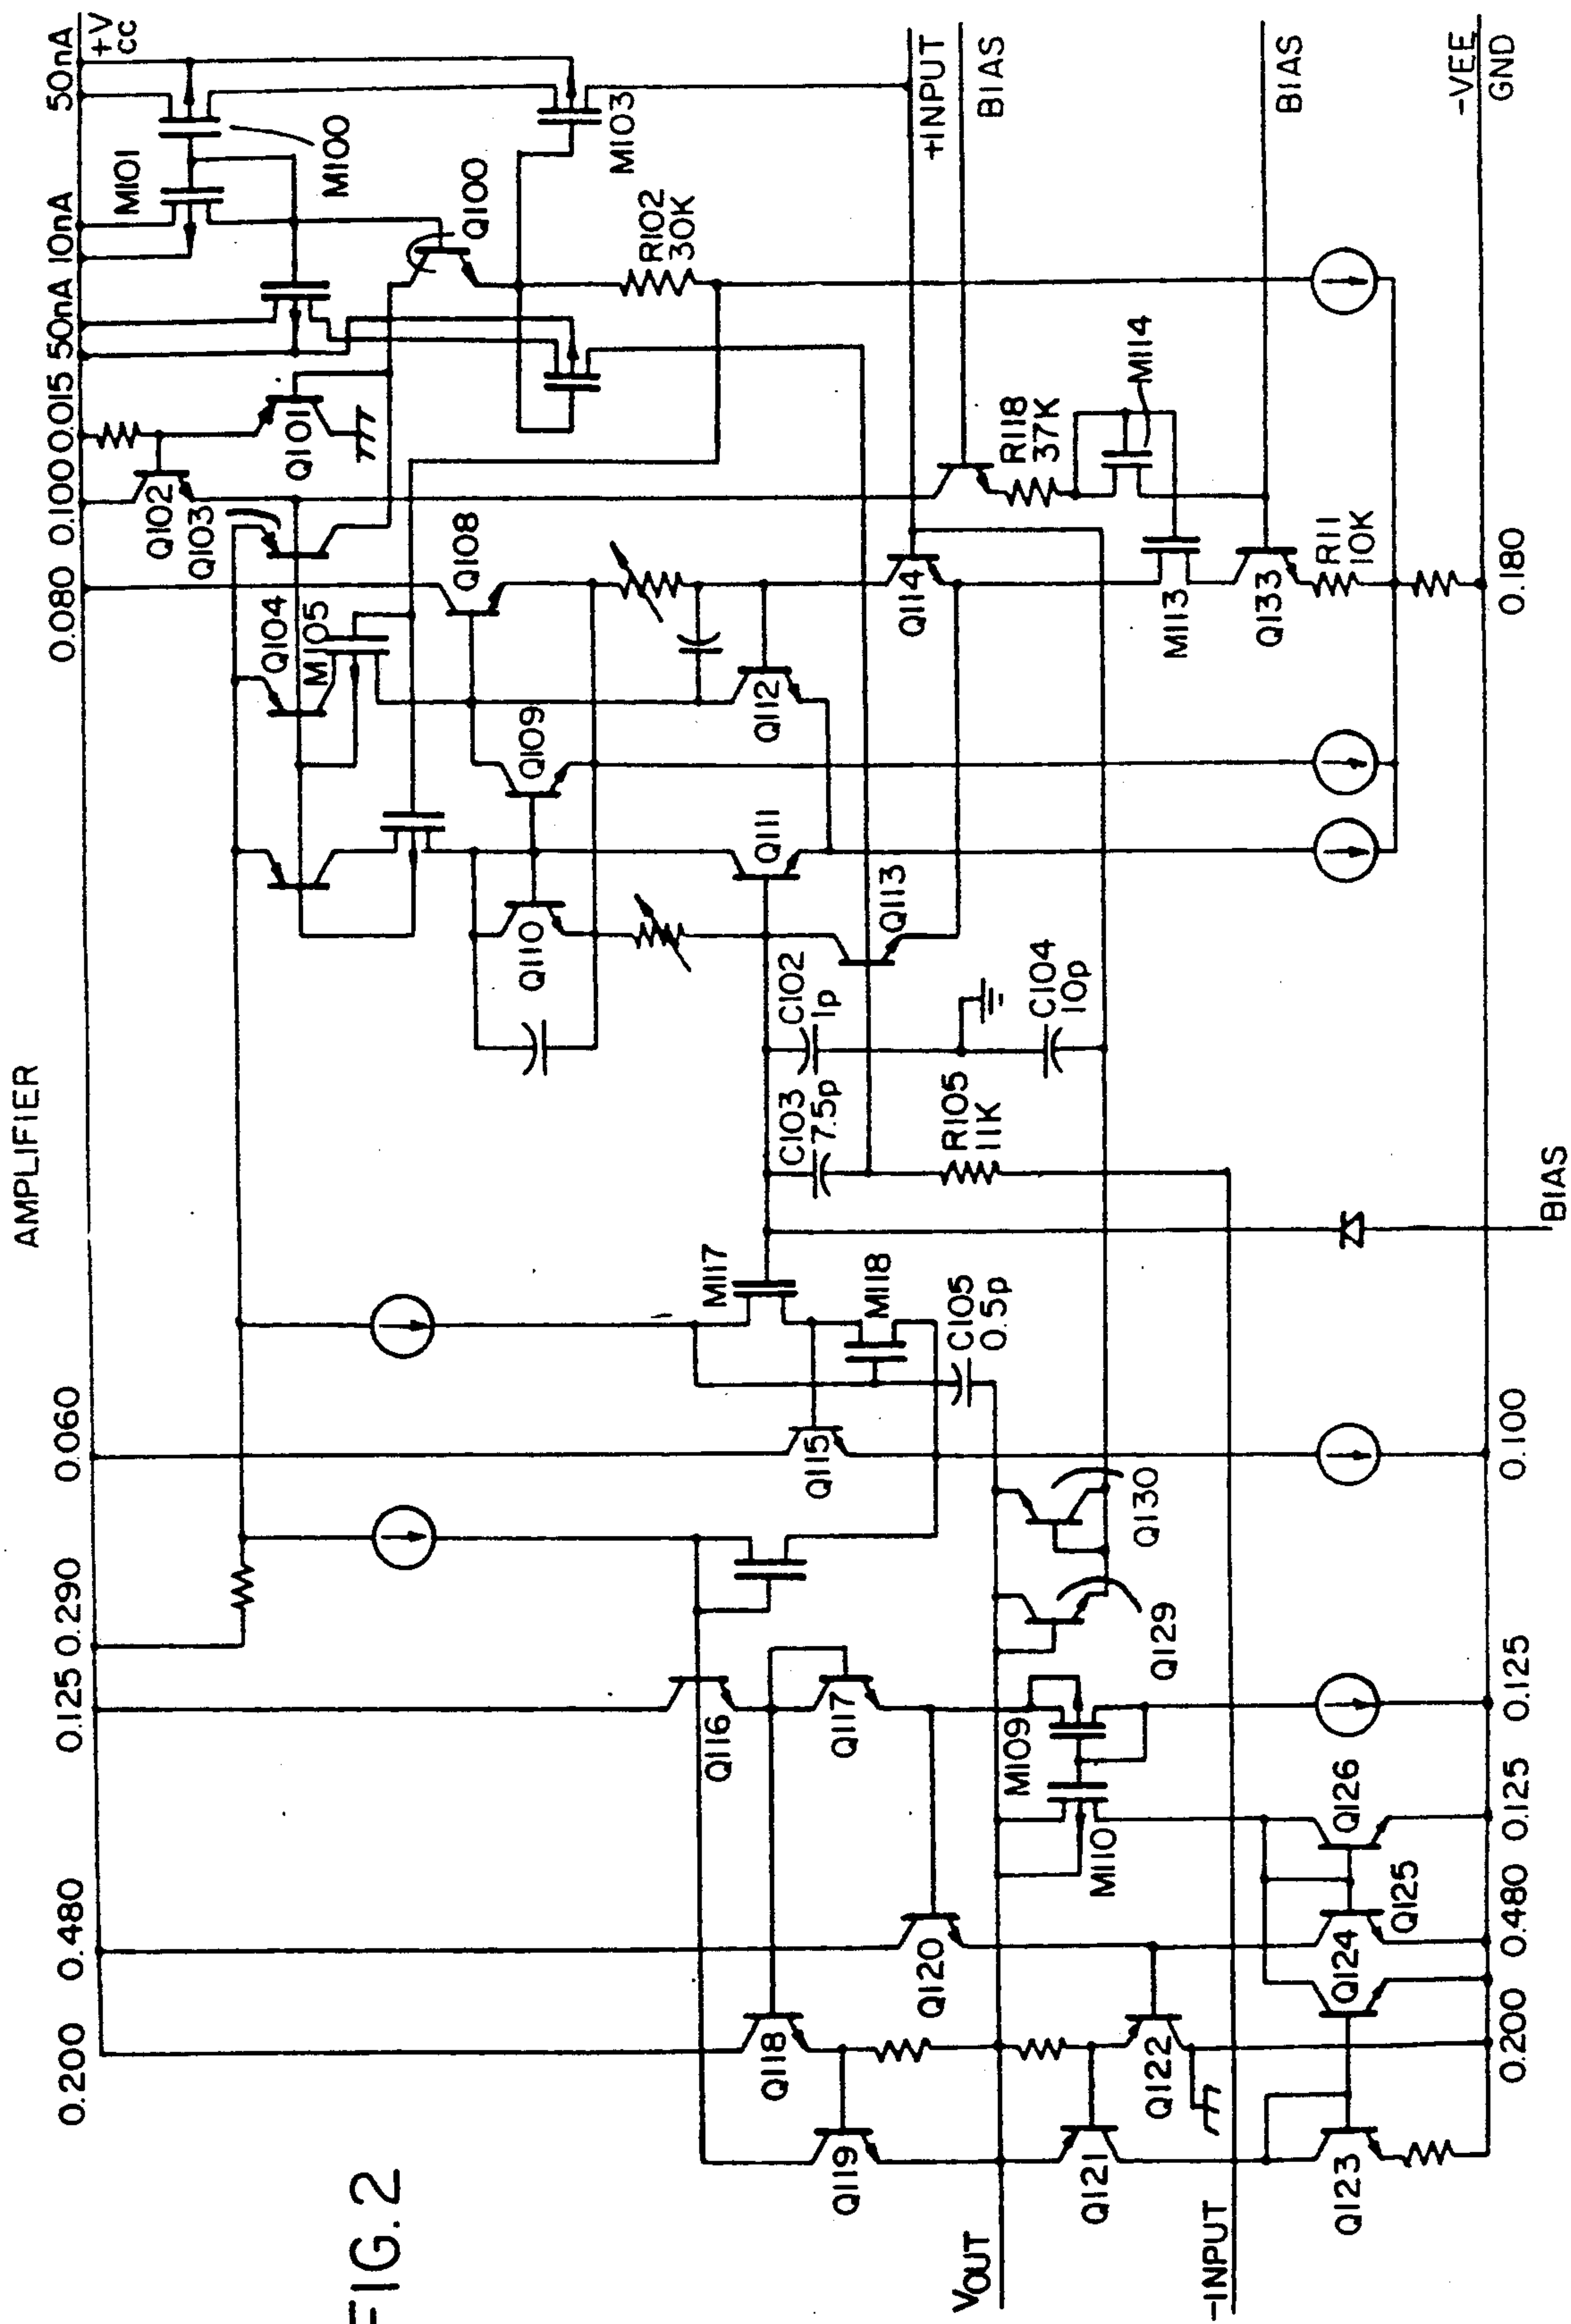 AMPLIFIER
FIG. 2
0.200
0.480
0.125
0.290
0.060
0.080
0.100
0.015
50nA
10nA
50nA
+Vcc
M101
M100
Q102
Q103
Q101
Q100
M103
Q104
M105
R102
30K
Q108
Q109
Q110
+INPUT
BIAS
Q111
Q112
Q114
R118
37K
M114
Q113
M117
M118
C103
7.5p
C102
1p
C105
0.5p
R105
11K
C104
10p
Q115
Q116
Q117
Q118
Q119
Q120
M109
M110
Q129
Q130
M113
Q133
R111
10K
BIAS
VOUT
Q121
Q122
-INPUT
Q123
Q124
Q125
Q126
BIAS
-VEE
GND
0.200
0.480
0.125
0.125
0.100
0.180